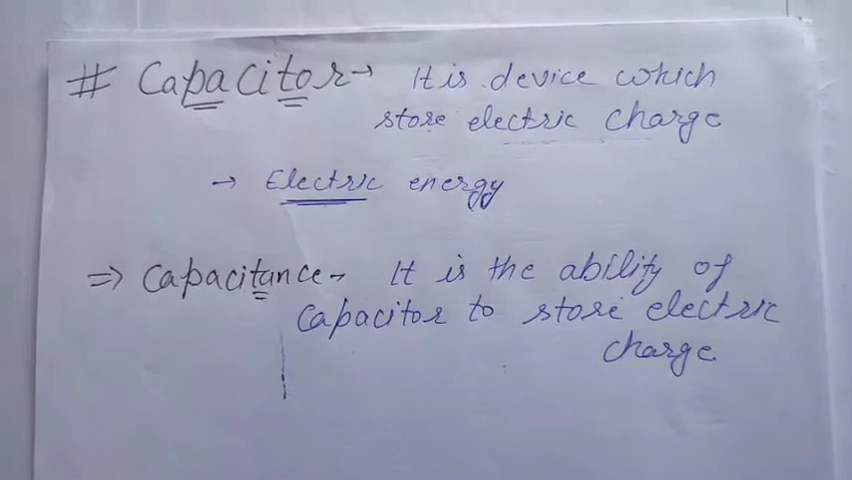 # Capacitor → It is device which
store electric charge
→ Electric energy
⇒ Capacitance → It is the ability of
capacitor to store electric
charge